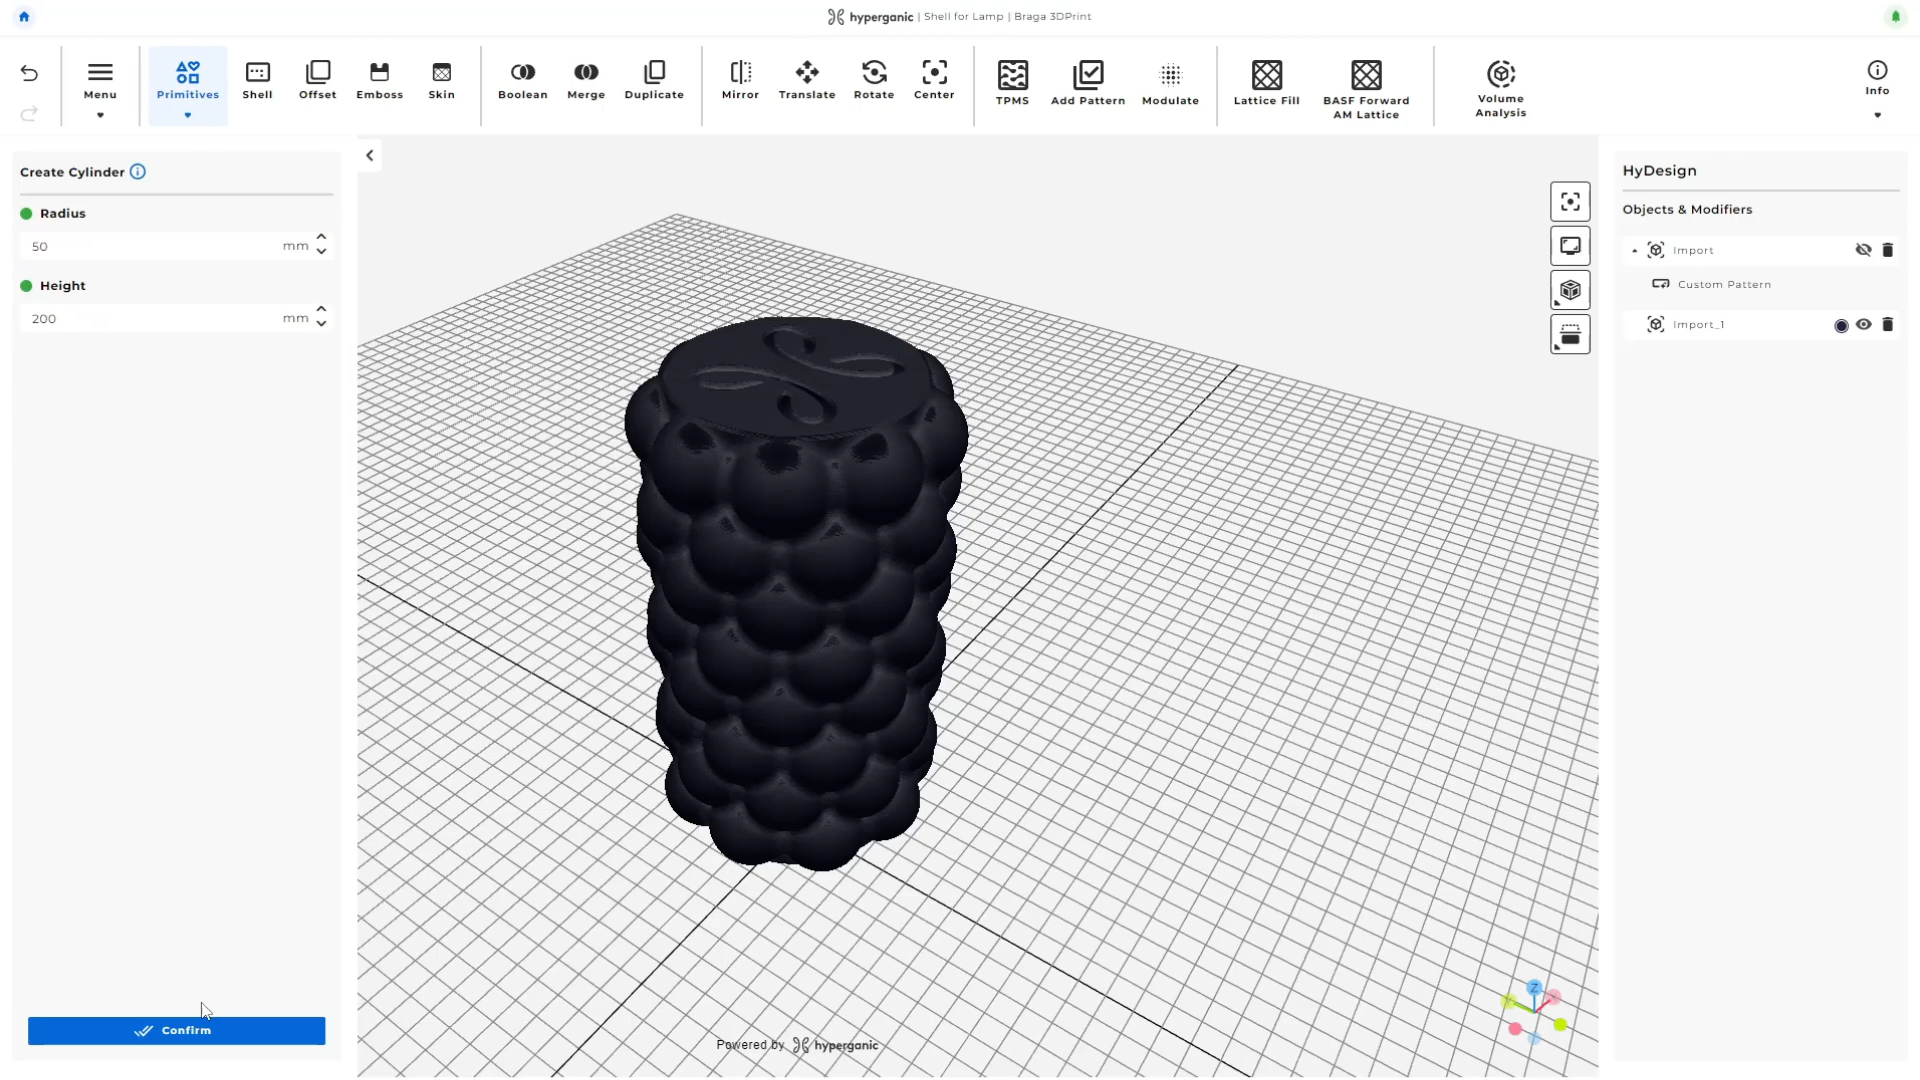 hyperganic | Shell for Lamp | Braga 3DPrint
Menu
Primitives
Shell
Offset
Emboss
Skin
Boolean
Merge
Duplicate
Mirror
Translate
Rotate
Center
TPMS
Add Pattern
Modulate
Lattice Fill
BASF Forward
AM Lattice
Volume
Analysis
Info
Create Cylinder
Radius
50 mm
Height
200 mm
Confirm
HyDesign
Objects & Modifiers
Import
Custom Pattern
Import_1
Z
Powered by hyperganic